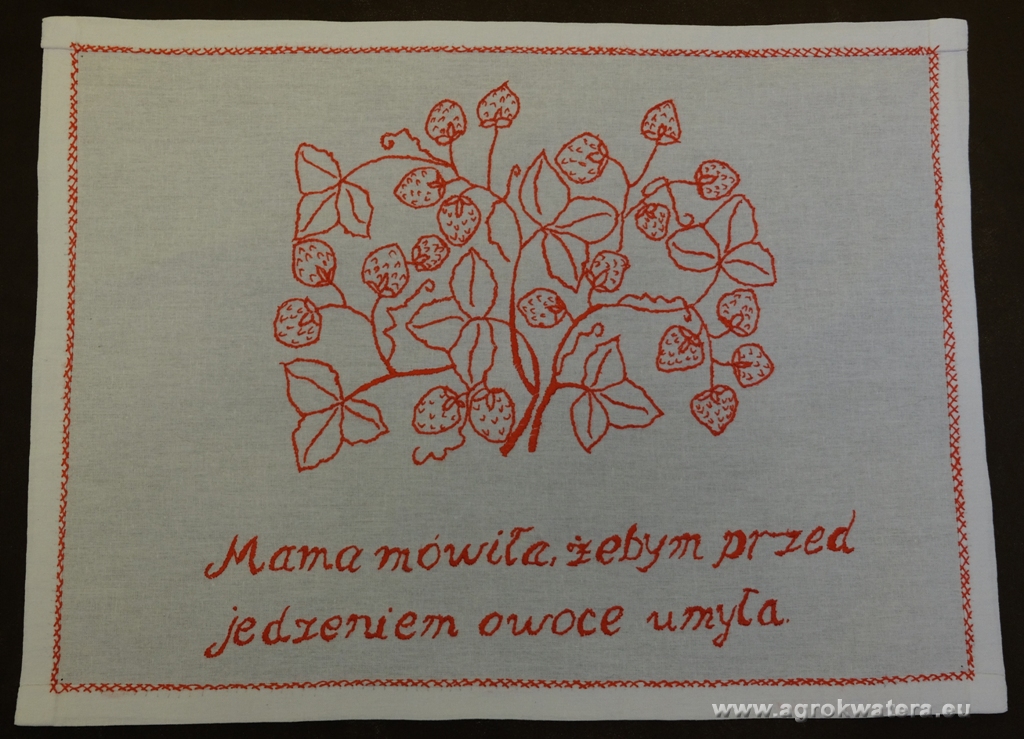 Mama mówiła, żebym przed
jedzeniem owoce umyła.
www.agrokwatera.eu